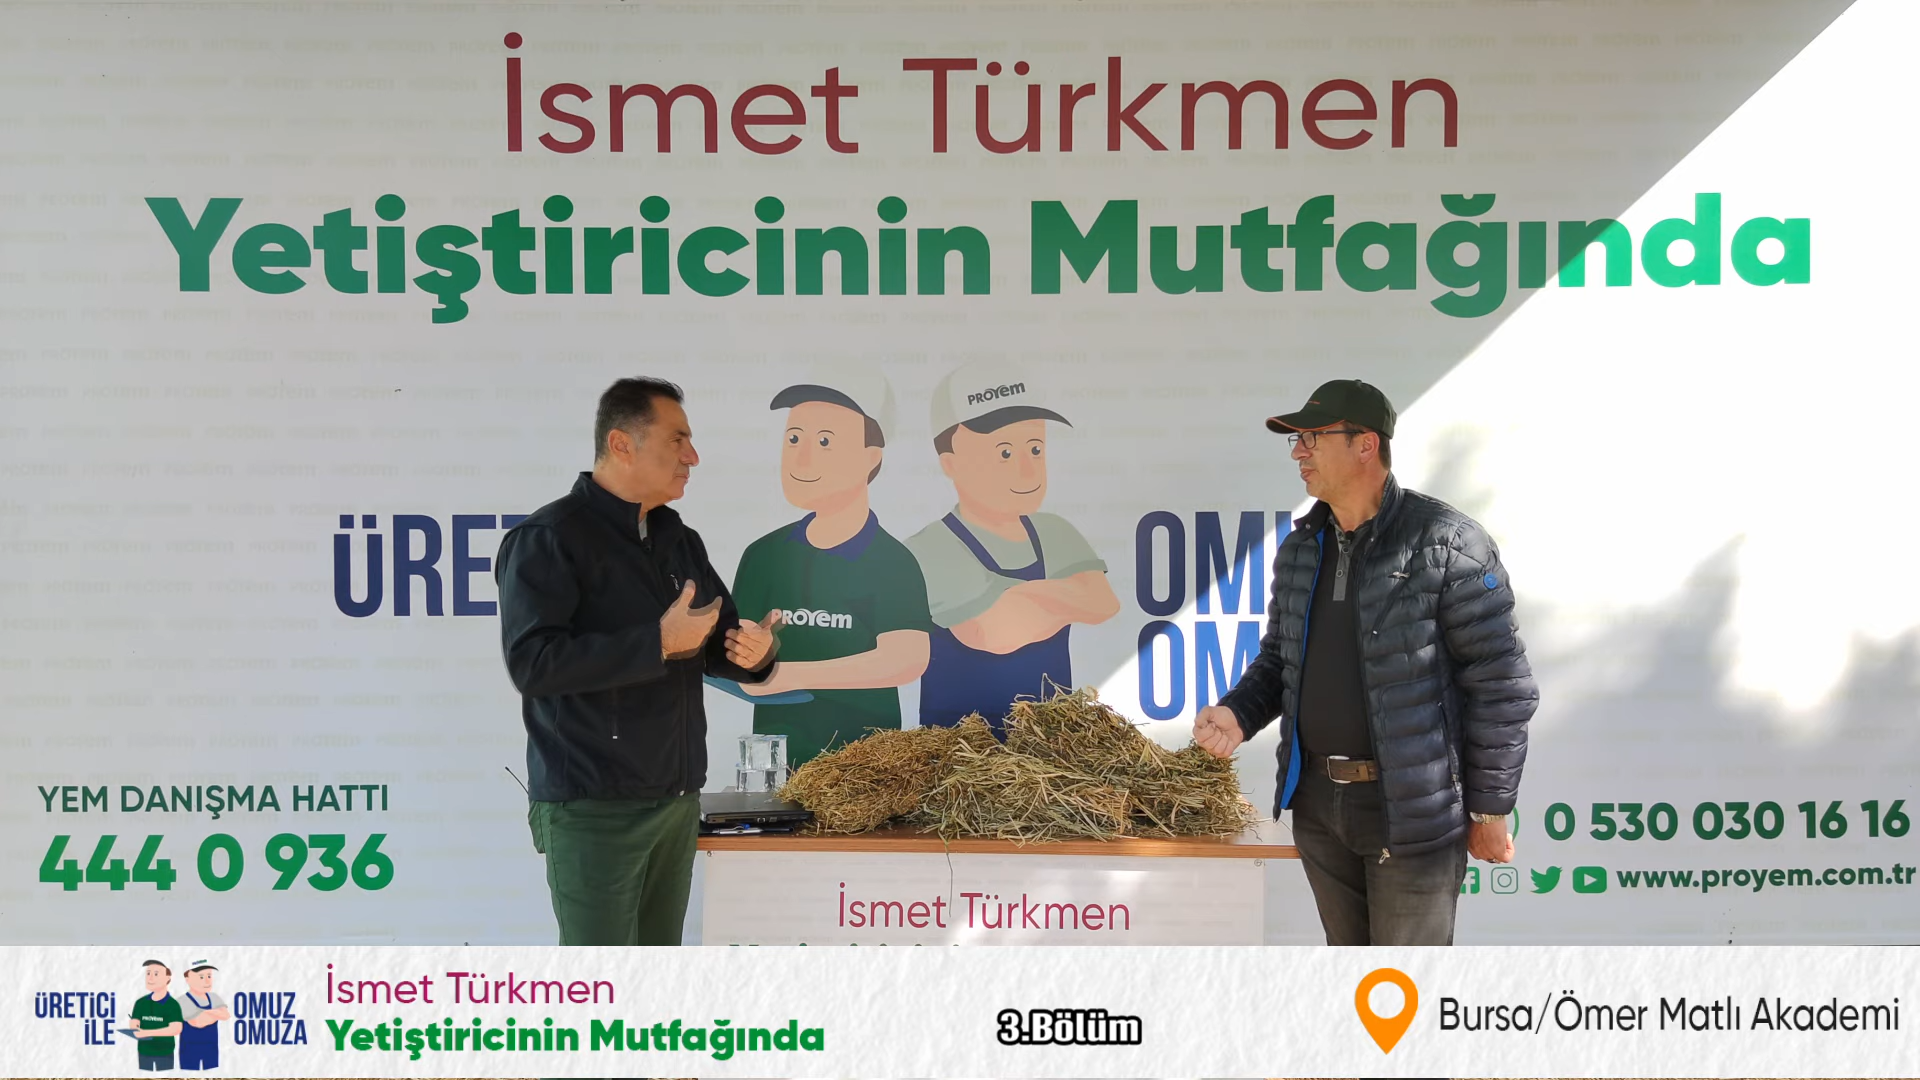 İsmet Türkmen
Yetiştiricinin Mutfağında
PROYem
ÜRE
OM
PROYem
OM
YEM DANIŞMA HATTI
444 0 936
0 530 030 16 16
www.proyem.com.tr
İsmet Türkmen
ÜRETİCİ
İLE
OMUZ
OMUZA
İsmet Türkmen
Yetiştiricinin Mutfağında
3.Bölüm
Bursa/Ömer Matlı Akademi